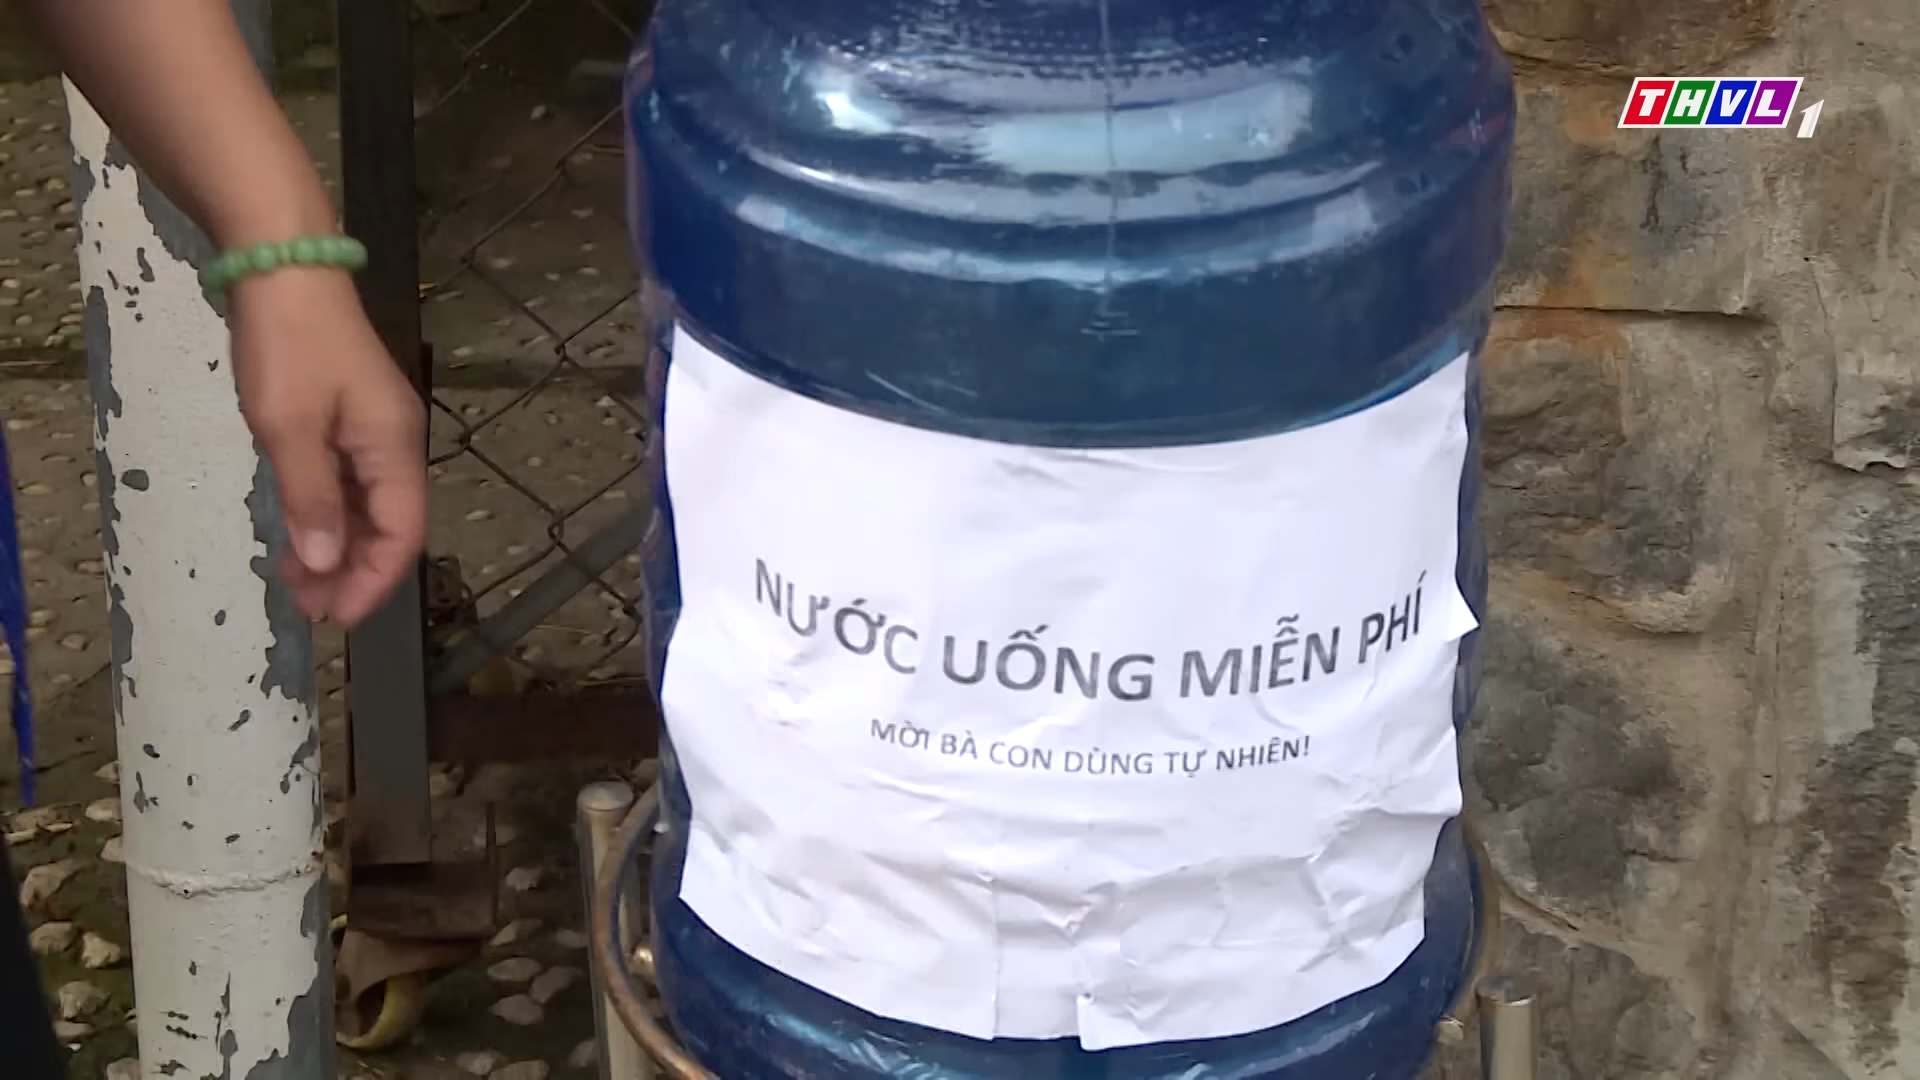 THVL1
NƯỚC UỐNG MIỄN PHÍ
MỜI BÀ CON DÙNG TỰ NHIÊN!